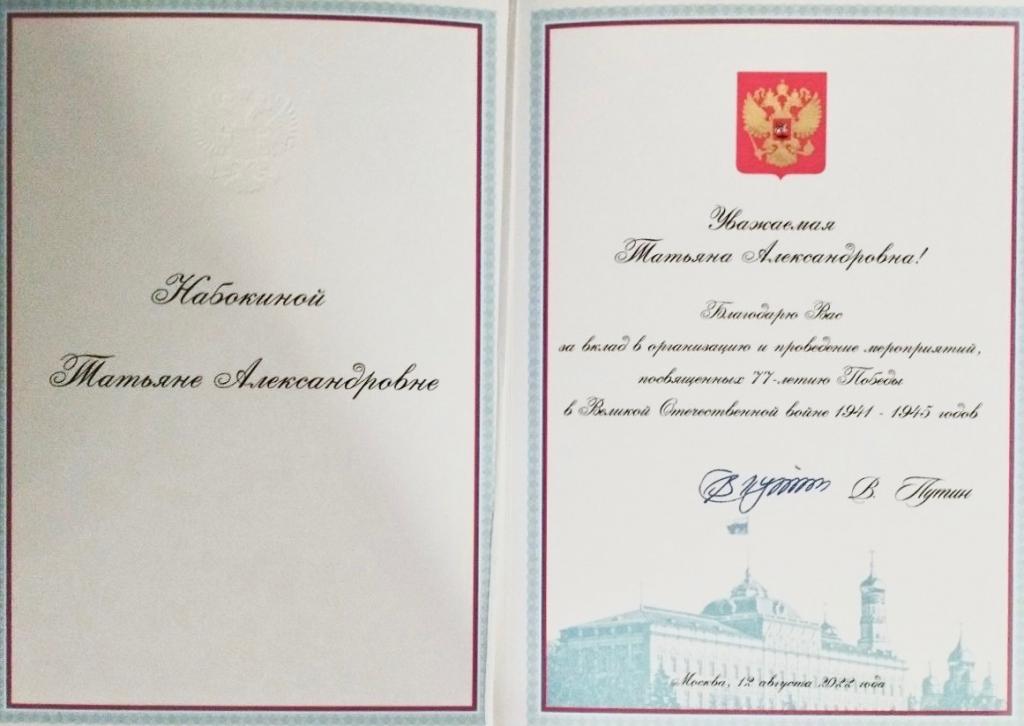 Набокиной
Татьяне Александровне
Уважаемая
Татьяна Александровна!
Благодарю Вас
за вклад в организацию и проведение мероприятий,
посвященных 77-летию Победы
в Великой Отечественной войне 1941 - 1945 годов
В. Путин
Москва, 12 августа 2022 года